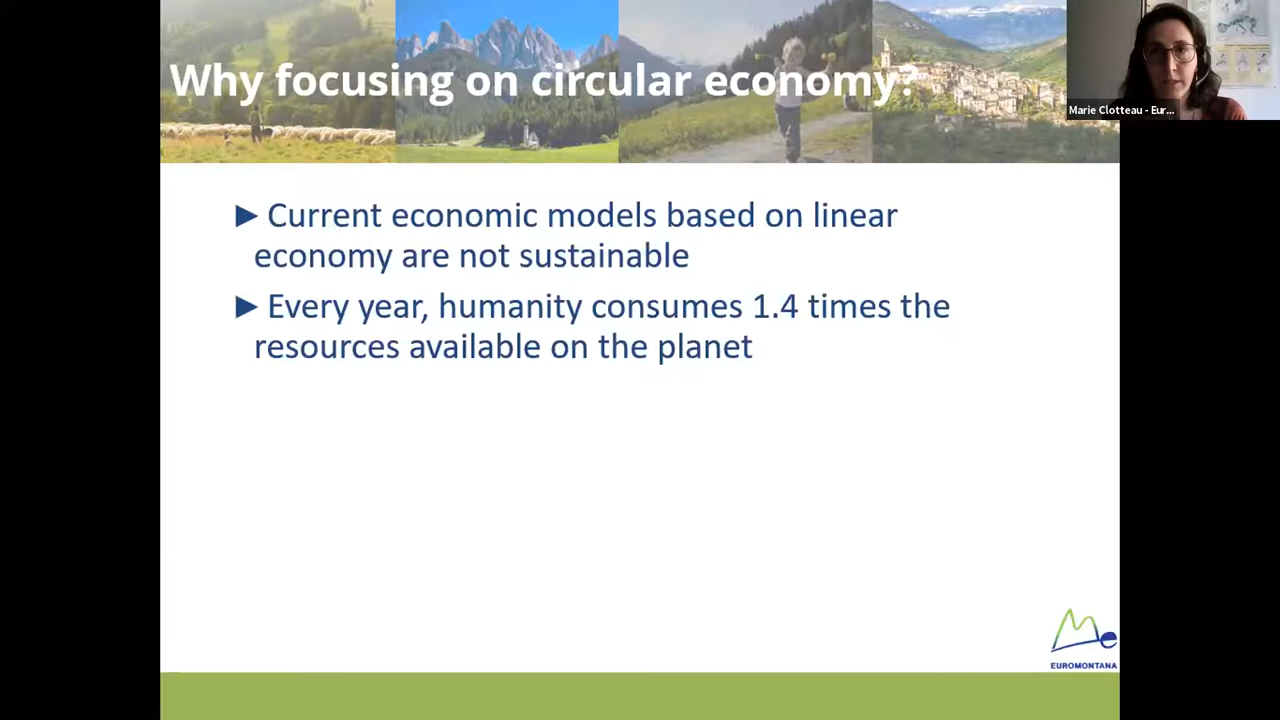 Why focusing on circular economy?
Marie Clotteau - Eur...
►Current economic models based on linear
economy are not sustainable
►Every year, humanity consumes 1.4 times the
resources available on the planet
Me
EUROMONTANA